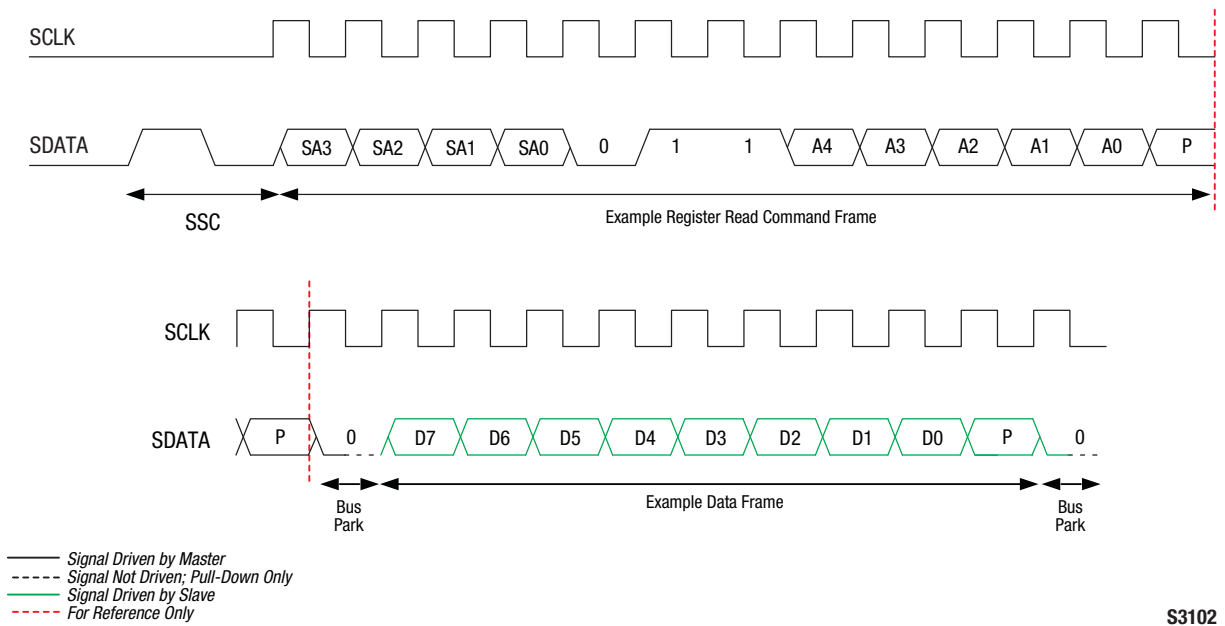 SCLK
SDATA
SA3 SA2 SA1 SA0 0 1 1 A4 A3 A2 A1 A0 P
SSC
Example Register Read Command Frame
SCLK
SDATA
P 0 D7 D6 D5 D4 D3 D2 D1 D0 P 0
Bus
Park
Example Data Frame
Bus
Park
Signal Driven by Master
Signal Not Driven; Pull-Down Only
Signal Driven by Slave
For Reference Only
S3102